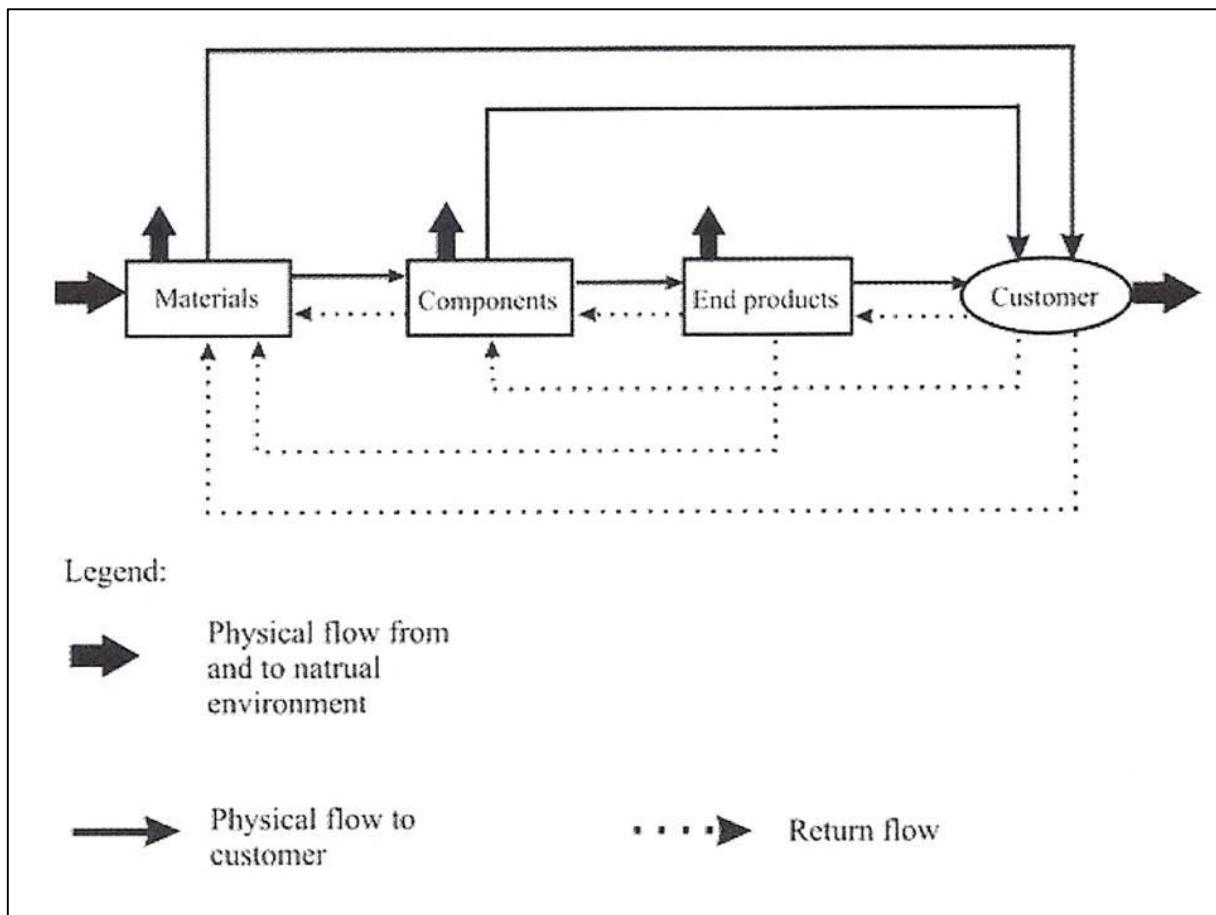 Materials
Components
End products
Customer
Legend:
Physical flow from
and to natrual
environment
Physical flow to
customer
Return flow